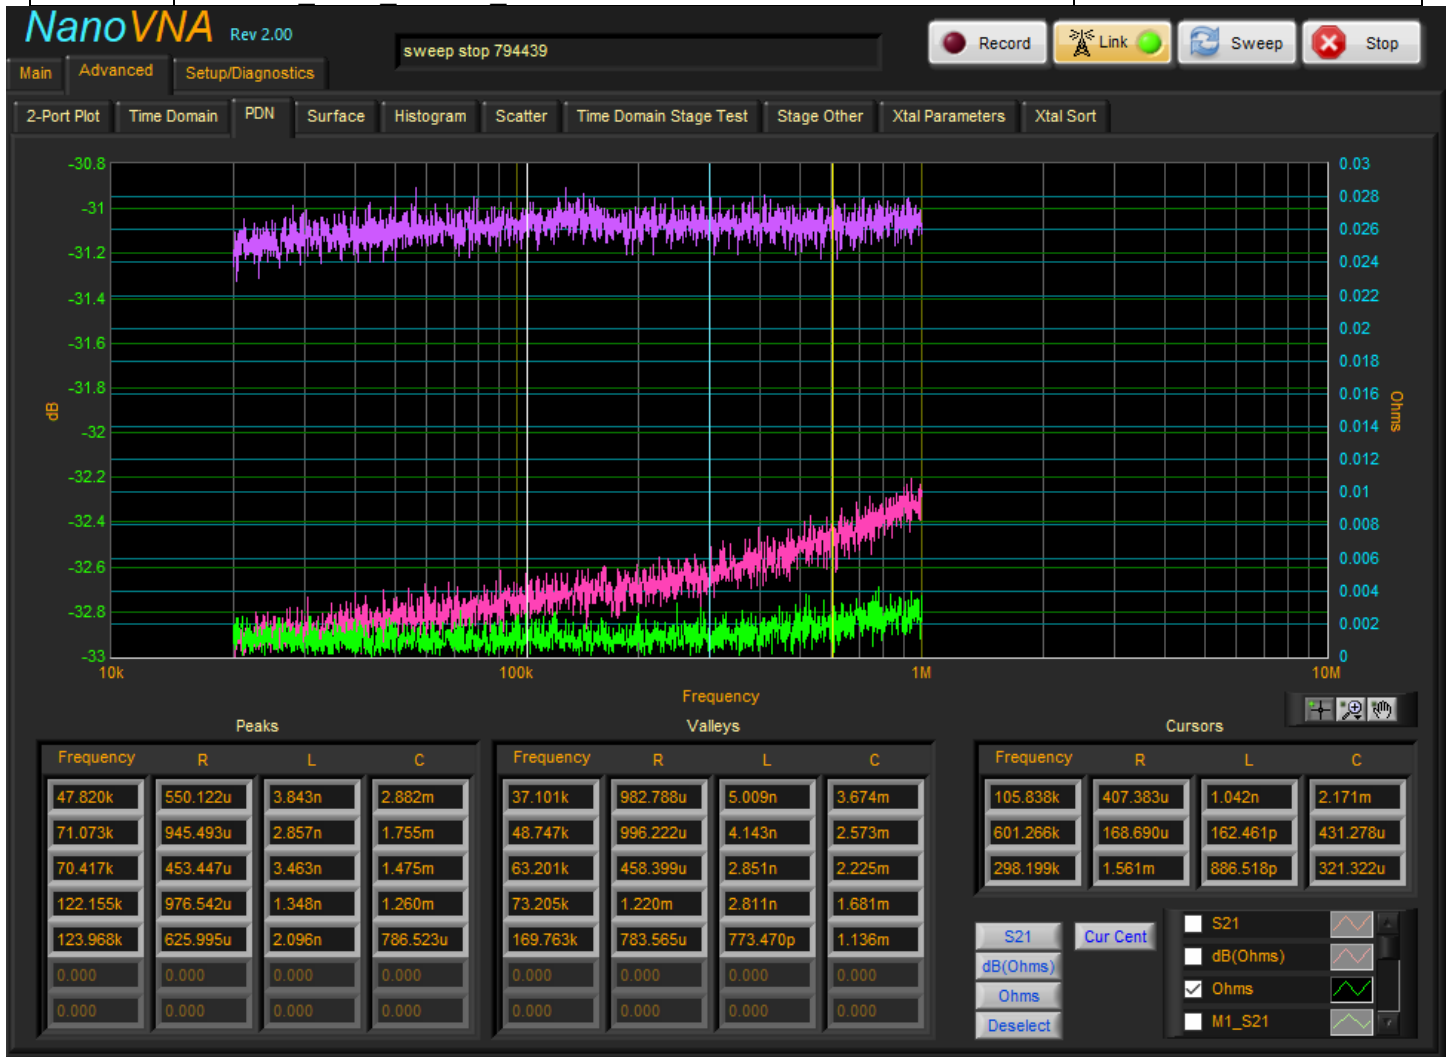 NanoVNA Rev 2.00
sweep stop 794439
Record Link Sweep Stop
Main Advanced Setup/Diagnostics
2-Port Plot Time Domain PDN Surface Histogram Scatter Time Domain Stage Test Stage Other Xtal Parameters Xtal Sort
-30.8 0.03
0.028
-31
0.026
-31.2
0.024
-31.4 0.022
0.02
-31.6
0.018
-31.8
0.016
dB Ohms
0.014
-32
0.012
-32.2
0.01
-32.4 0.008
-32.6 0.006
0.004
-32.8
0.002
-33 0
10k 100k 1M 10M
Frequency
Peaks Valleys Cursors
Frequency R L C Frequency R L C Frequency R L C
47.820k 550.122u 3.843n 2.882m 37.101k 982.788u 5.009n 3.674m 105.838k 407.383u 1.042n 2.171m
71.073k 945.493u 2.857n 1.755m 48.747k 996.222u 4.143n 2.573m 601.266k 168.690u 162.461p 431.278u
70.417k 453.447u 3.463n 1.475m 63.201k 458.399u 2.851n 2.225m 298.199k 1.561m 886.518p 321.322u
122.155k 976.542u 1.348n 1.260m 73.205k 1.220m 2.811n 1.681m
S21
123.968k 625.995u 2.096n 786.523u 169.763k 783.565u 773.470p 1.136m S21 Cur Cent
dB(Ohms)
0.000 0.000 0.000 0.000 0.000 0.000 0.000 0.000 dB(Ohms)
Ohms Ohms
0.000 0.000 0.000 0.000 0.000 0.000 0.000 0.000
Deselect M1_S21